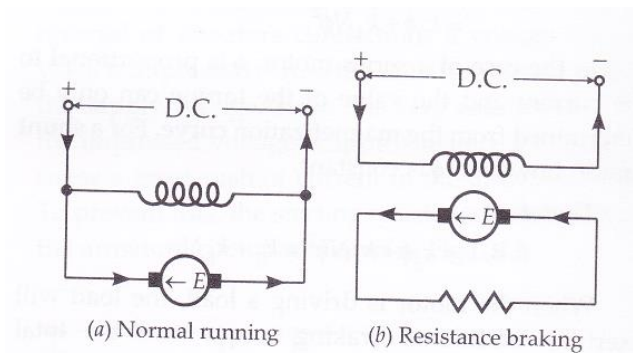 + D.C. −
E
(a) Normal running
+ D.C. −
E
(b) Resistance braking